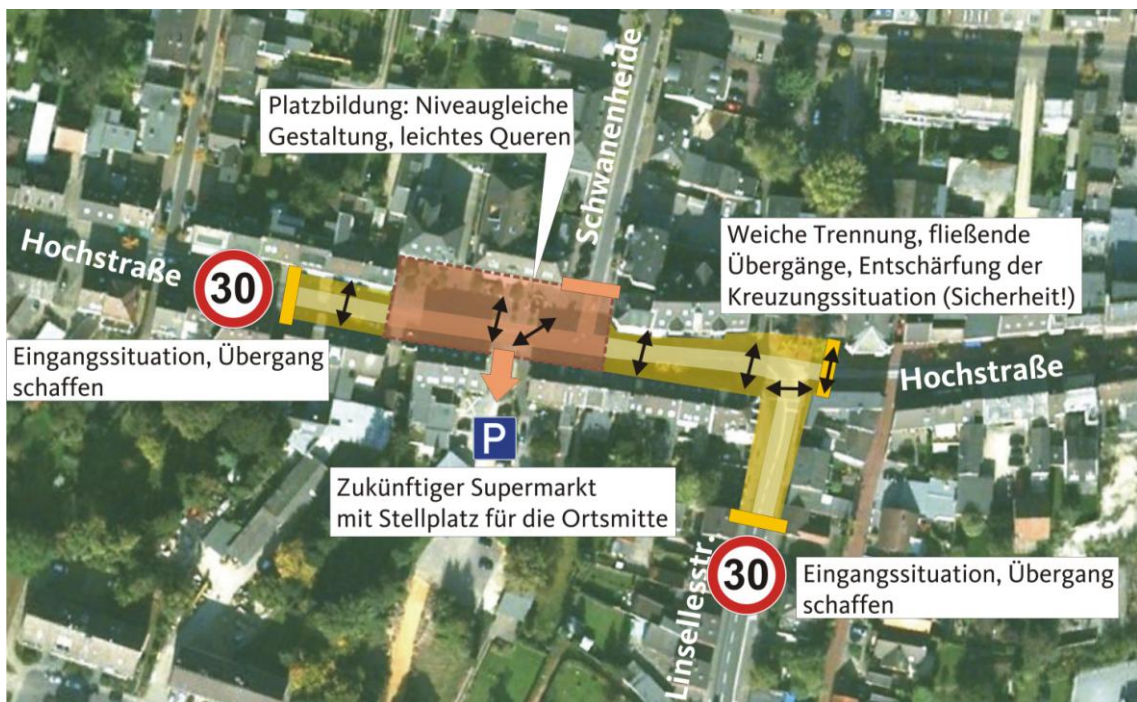 Platzbildung: Niveaugleiche
Gestaltung, leichtes Queren
Schwanenheide
Hochstraße
30
Weiche Trennung, fließende
Übergänge, Entschärfung der
Kreuzungssituation (Sicherheit!)
Eingangssituation, Übergang
schaffen
Hochstraße
P
Zukünftiger Supermarkt
mit Stellplatz für die Ortsmitte
Linsellesstr.
30
Eingangssituation, Übergang
schaffen